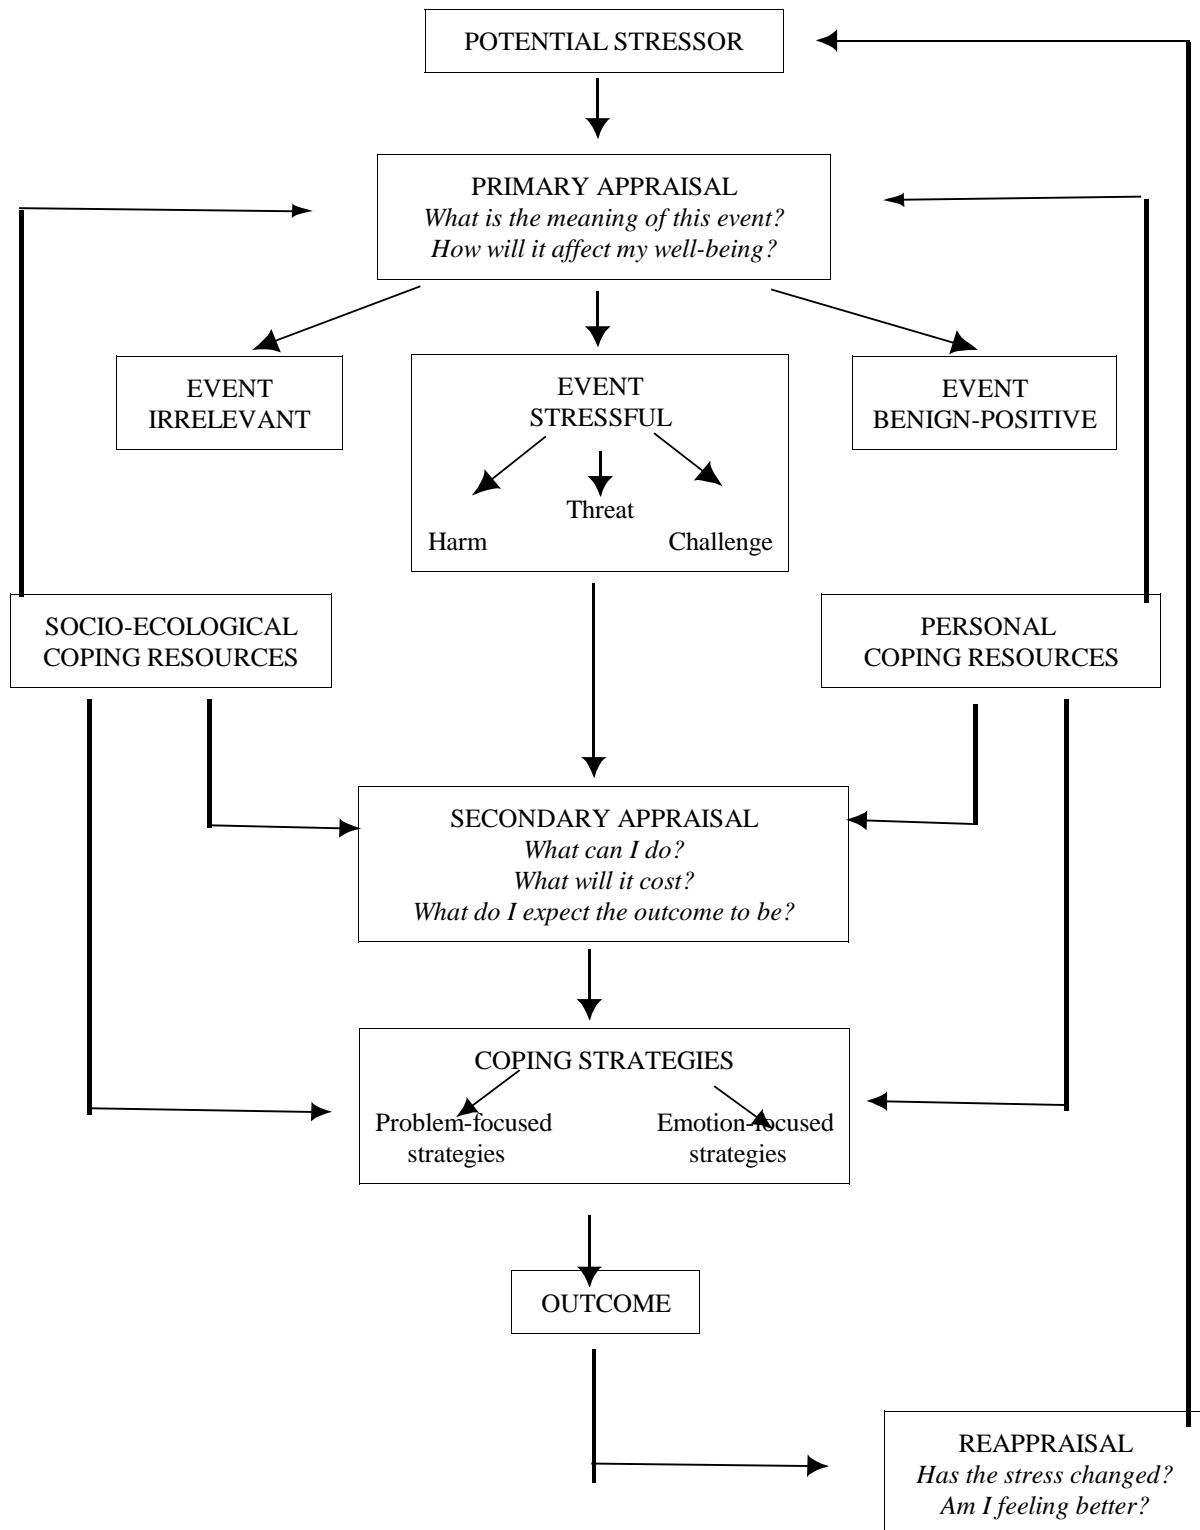 POTENTIAL STRESSOR
PRIMARY APPRAISAL
What is the meaning of this event?
How will it affect my well-being?
EVENT
IRRELEVANT
EVENT
STRESSFUL
Harm
Threat
Challenge
EVENT
BENIGN-POSITIVE
SOCIO-ECOLOGICAL
COPING RESOURCES
PERSONAL
COPING RESOURCES
SECONDARY APPRAISAL
What can I do?
What will it cost?
What do I expect the outcome to be?
COPING STRATEGIES
Problem-focused
strategies
Emotion-focused
strategies
OUTCOME
REAPPRAISAL
Has the stress changed?
Am I feeling better?